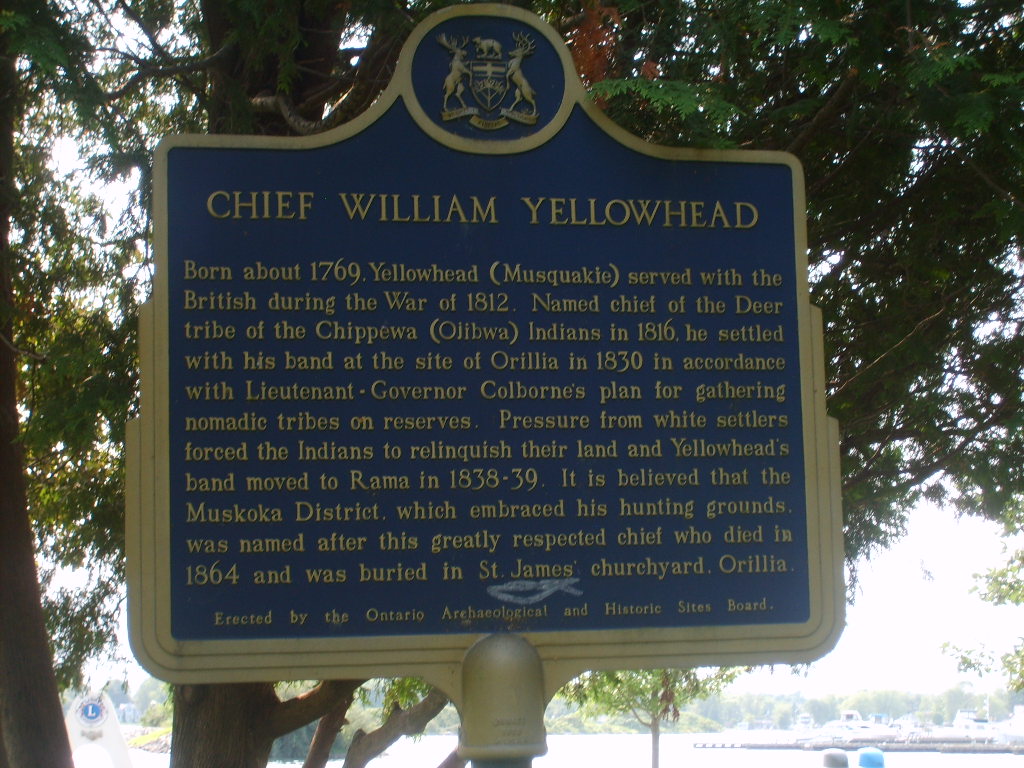 CHIEF WILLIAM YELLOWHEAD
Born about 1769, Yellowhead (Musquakie) served with the
British during the War of 1812. Named chief of the Deer
tribe of the Chippewa (Ojibwa) Indians in 1816, he settled
with his band at the site of Orillia in 1830 in accordance
with Lieutenant-Governor Colborne's plan for gathering
nomadic tribes on reserves. Pressure from white settlers
forced the Indians to relinquish their land and Yellowhead's
band moved to Rama in 1838-39. It is believed that the
Muskoka District, which embraced his hunting grounds,
was named after this greatly respected chief who died in
1864 and was buried in St. James' churchyard, Orillia.
Erected by the Ontario Archaeological and Historic Sites Board.
L